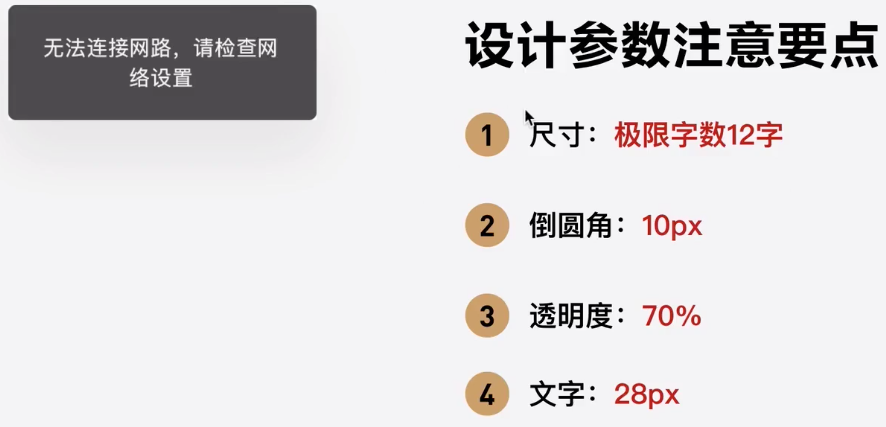 无法连接网路，请检查网
络设置
设计参数注意要点
1 尺寸：极限字数12字
2 倒圆角：10px
3 透明度：70%
4 文字：28px